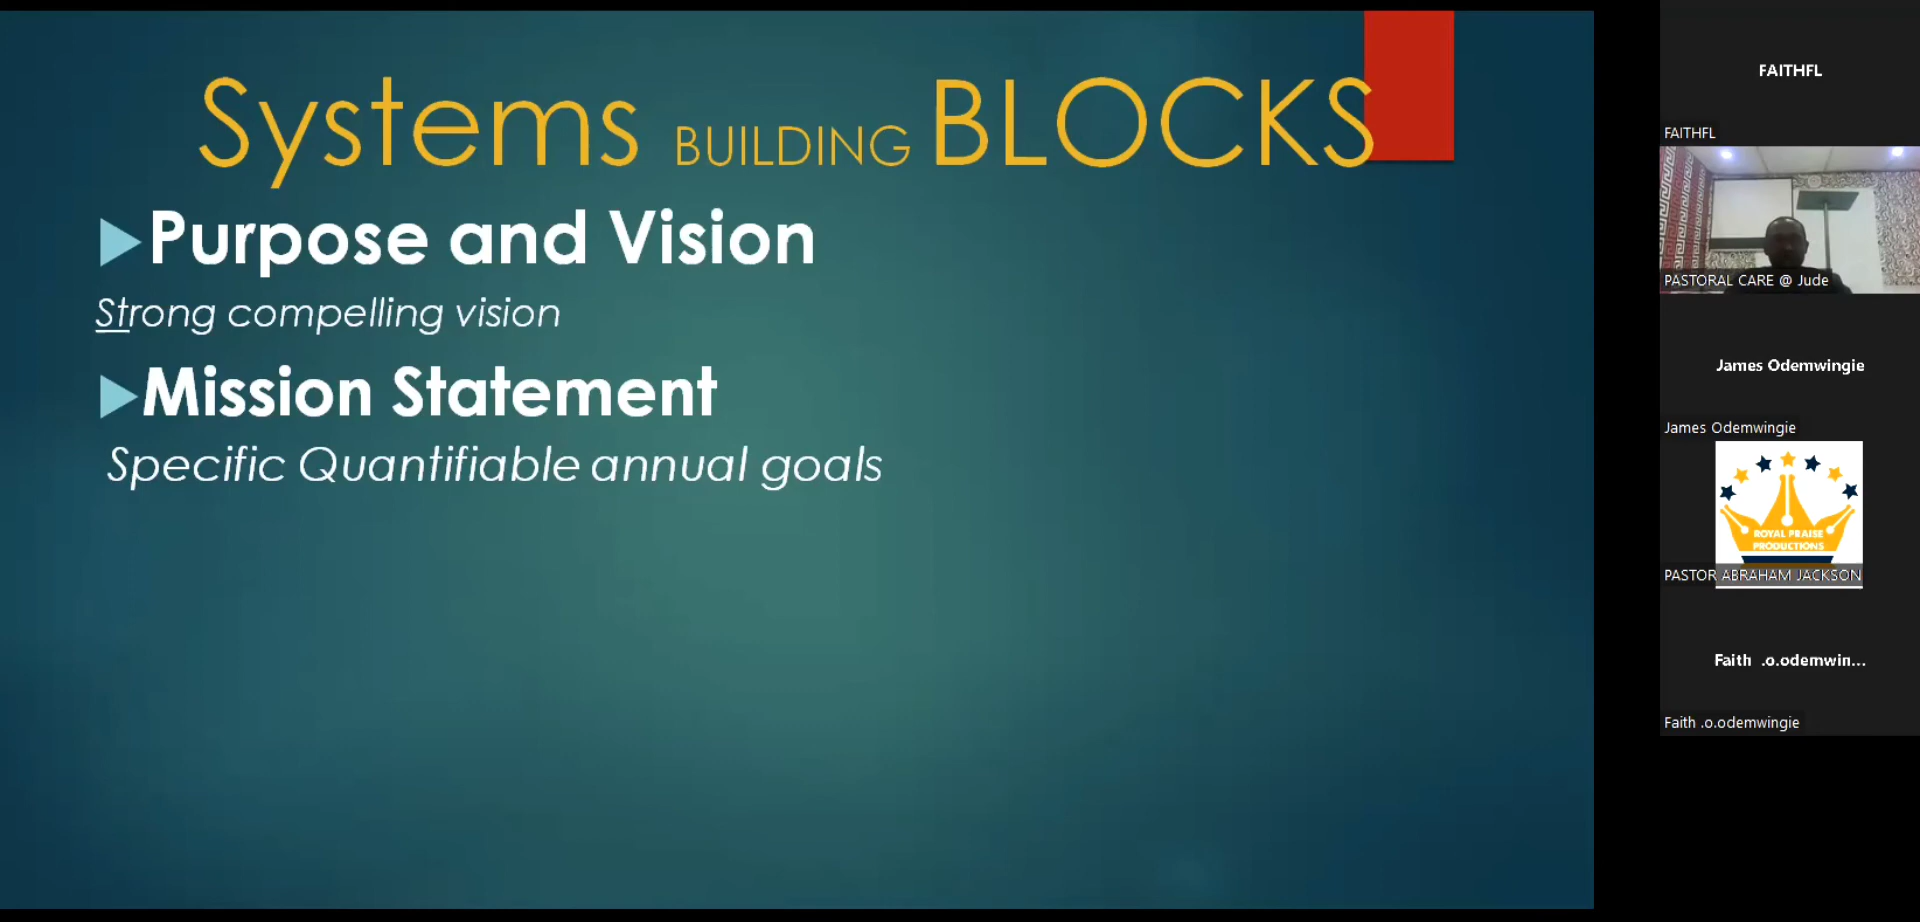 Systems BUILDING BLOCKS
Purpose and Vision
Strong compelling vision
Mission Statement
Specific Quantifiable annual goals
FAITHFL
FAITHFL
PASTORAL CARE @ Jude
James Odemwingie
James Odemwingie
ROYAL PRAISE
PRODUCTIONS
PASTOR ABRAHAM JACKSON
Faith .o.odemwin...
Faith .o.odemwingie